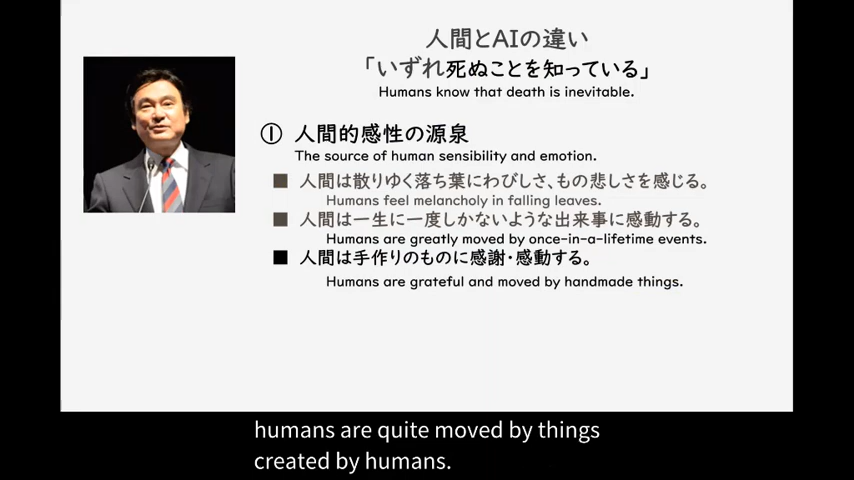 人間とAIの違い
「いずれ死ぬことを知っている」
Humans know that death is inevitable.
① 人間的感性の源泉
The source of human sensibility and emotion.
■ 人間は散りゆく落ち葉にわびしさ、もの悲しさを感じる。
Humans feel melancholy in falling leaves.
■ 人間は一生に一度しかないような出来事に感動する。
Humans are greatly moved by once-in-a-lifetime events.
■ 人間は手作りのものに感謝・感動する。
Humans are grateful and moved by handmade things.
humans are quite moved by things
created by humans.